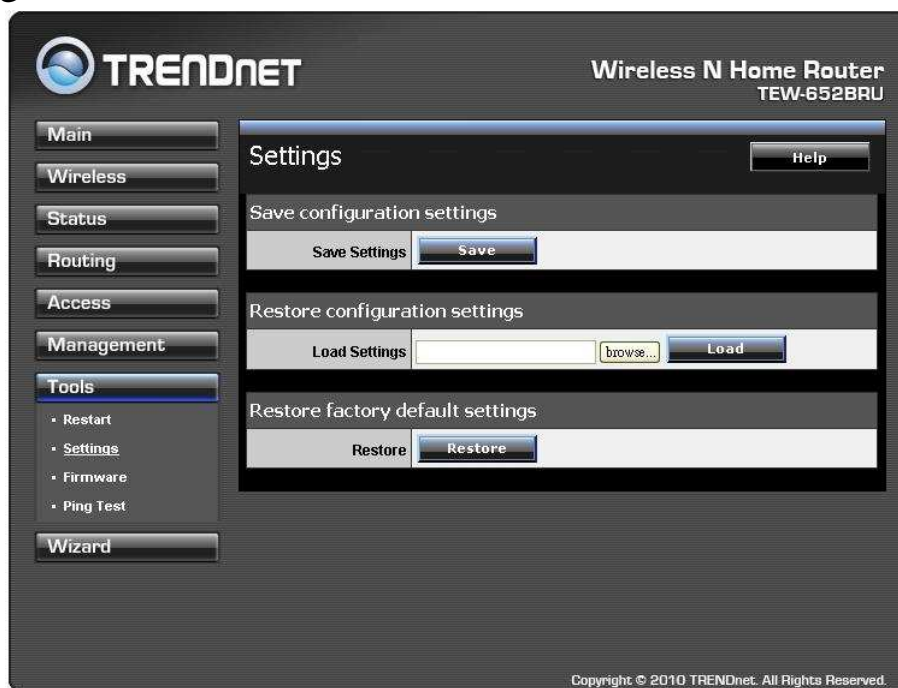 TRENDNET
Wireless N Home Router
TEW-652BRU
Main
Wireless
Status
Routing
Access
Management
Tools
Restart
Settings
Firmware
Ping Test
Wizard
Settings
Help
Save configuration settings
Save Settings
Save
Restore configuration settings
Load Settings
browse...
Load
Restore factory default settings
Restore
Restore
Copyright © 2010 TRENDnet. All Rights Reserved.